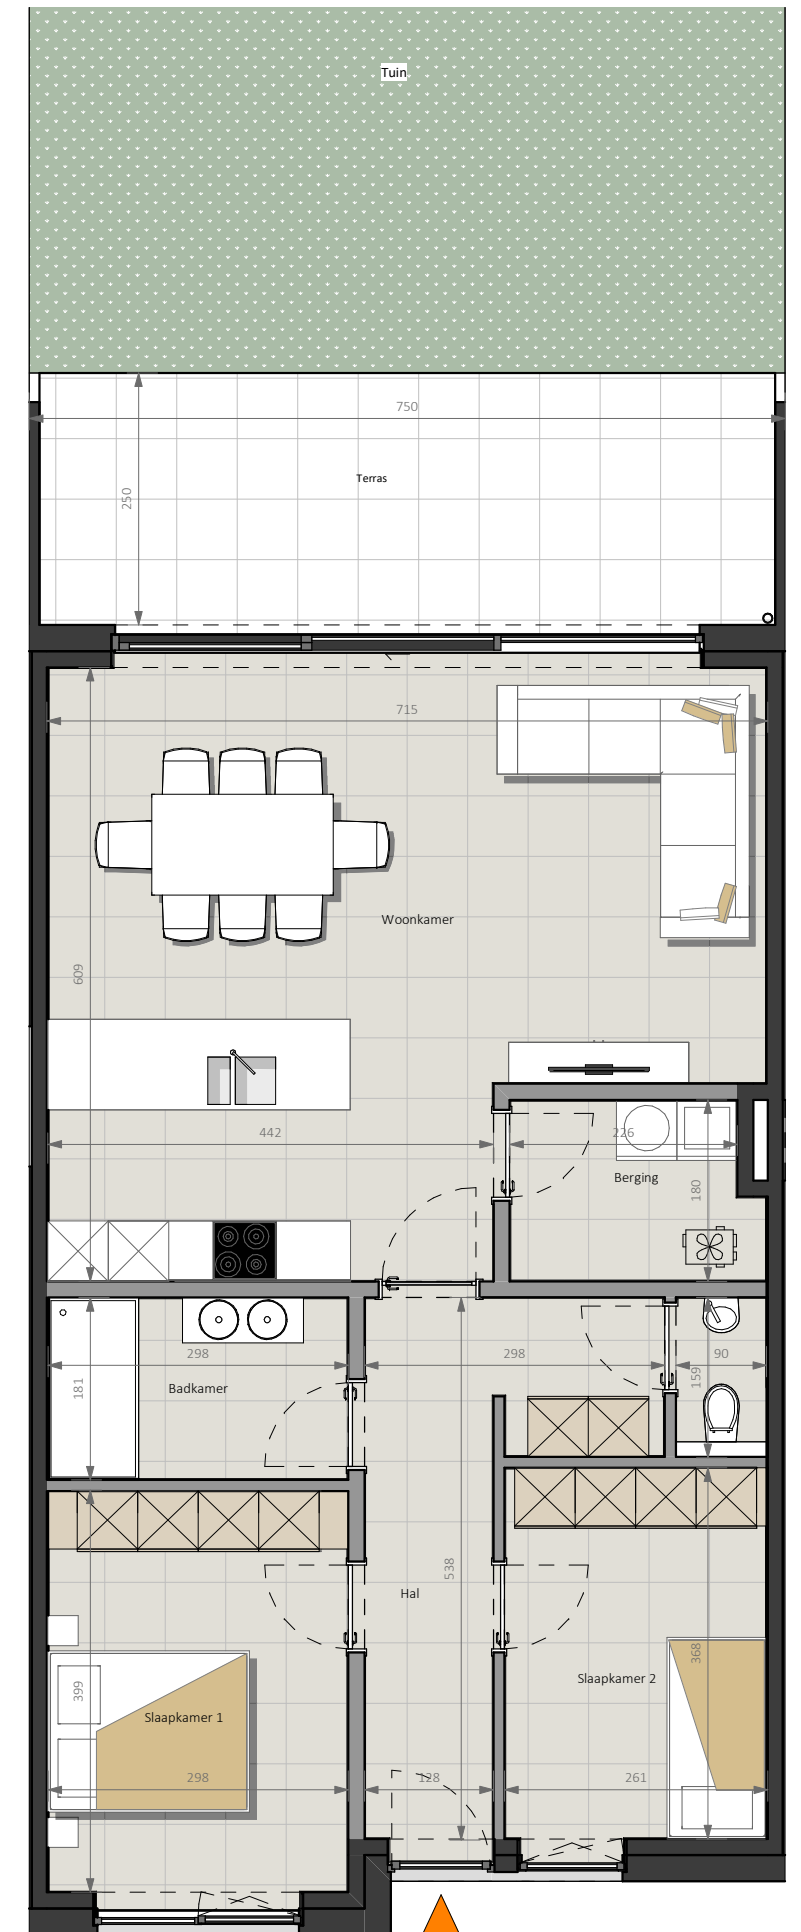 Tuin
750
Terras
250
715
Woonkamer
609
442
226
Berging
180
298
298
90
159
181
Badkamer
538
Hal
368
Slaapkamer 2
399
Slaapkamer 1
298
128
261